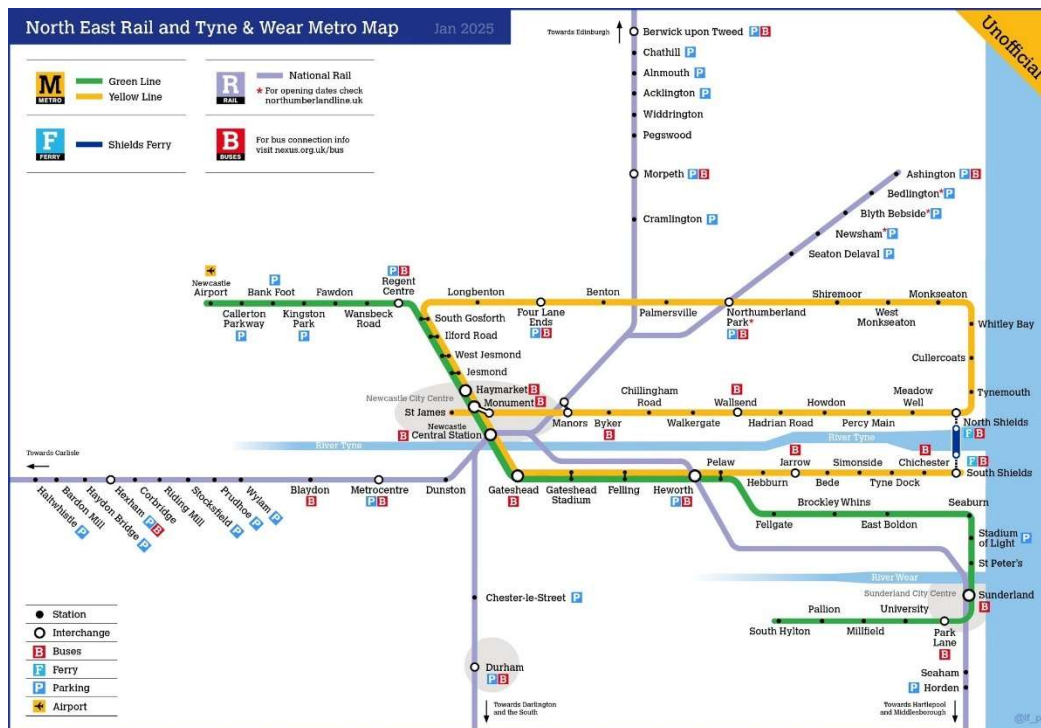 North East Rail and Tyne & Wear Metro Map
Jan 2025
Unofficial
M
METRO
Green Line
Yellow Line
R
RAIL
National Rail
* For opening dates check
northumberlandline.uk
F
FERRY
Shields Ferry
B
BUSES
For bus connection info
visit nexus.org.uk/bus
Towards Edinburgh
Berwick upon Tweed P B
Chathill P
Alnmouth P
Acklington P
Widdrington
Pegswood
Morpeth P B
Cramlington P
Ashington P B
Bedlington* P
Blyth Bebside* P
Newsham* P
Seaton Delaval P
Newcastle
Airport
Callerton
Parkway
P
P
Bank Foot
Kingston
Park
P
Fawdon
Wansbeck
Road
P B
Regent
Centre
Longbenton
Four Lane
Ends
P B
Benton
Palmersville
Northumberland
Park*
P B
Shiremoor
West
Monkseaton
Monkseaton
Whitley Bay
Cullercoats
Tynemouth
South Gosforth
Ilford Road
West Jesmond
Jesmond
Haymarket B
Newcastle City Centre
Monument B
St James
Newcastle
B Central Station
Manors
Byker
B
Chillingham
Road
Walkergate
B
Wallsend
Hadrian Road
Howdon
Percy Main
Meadow
Well
North Shields
F B
River Tyne
River Tyne
Towards Carlisle
Haltwhistle P
Bardon Mill
Haydon Bridge P
Hexham P B
Corbridge
Riding Mill
Stocksfield P
Prudhoe P
Wylam P
Blaydon
B
Metrocentre
P B
Dunston
Gateshead
B
Gateshead
Stadium
Felling
Heworth
P B
Pelaw
Hebburn
B
Jarrow
Bede
Simonside
Tyne Dock
B
Chichester
F B
South Shields
Fellgate
Brockley Whins
East Boldon
Seaburn
Stadium
of Light P
St Peter's
River Wear
Sunderland City Centre
Sunderland
B
South Hylton
Pallion
Millfield
University
Park
Lane
B
Seaham
P Horden
Towards Hartlepool
and Middlesborough
Chester-le-Street P
Durham
P B
Towards Darlington
and the South
Station
Interchange
B Buses
F Ferry
P Parking
Airport